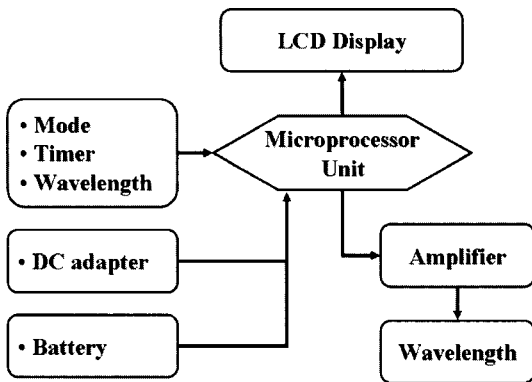 LCD Display
• Mode
• Timer
• Wavelength
Microprocessor
Unit
• DC adapter
Amplifier
• Battery
Wavelength